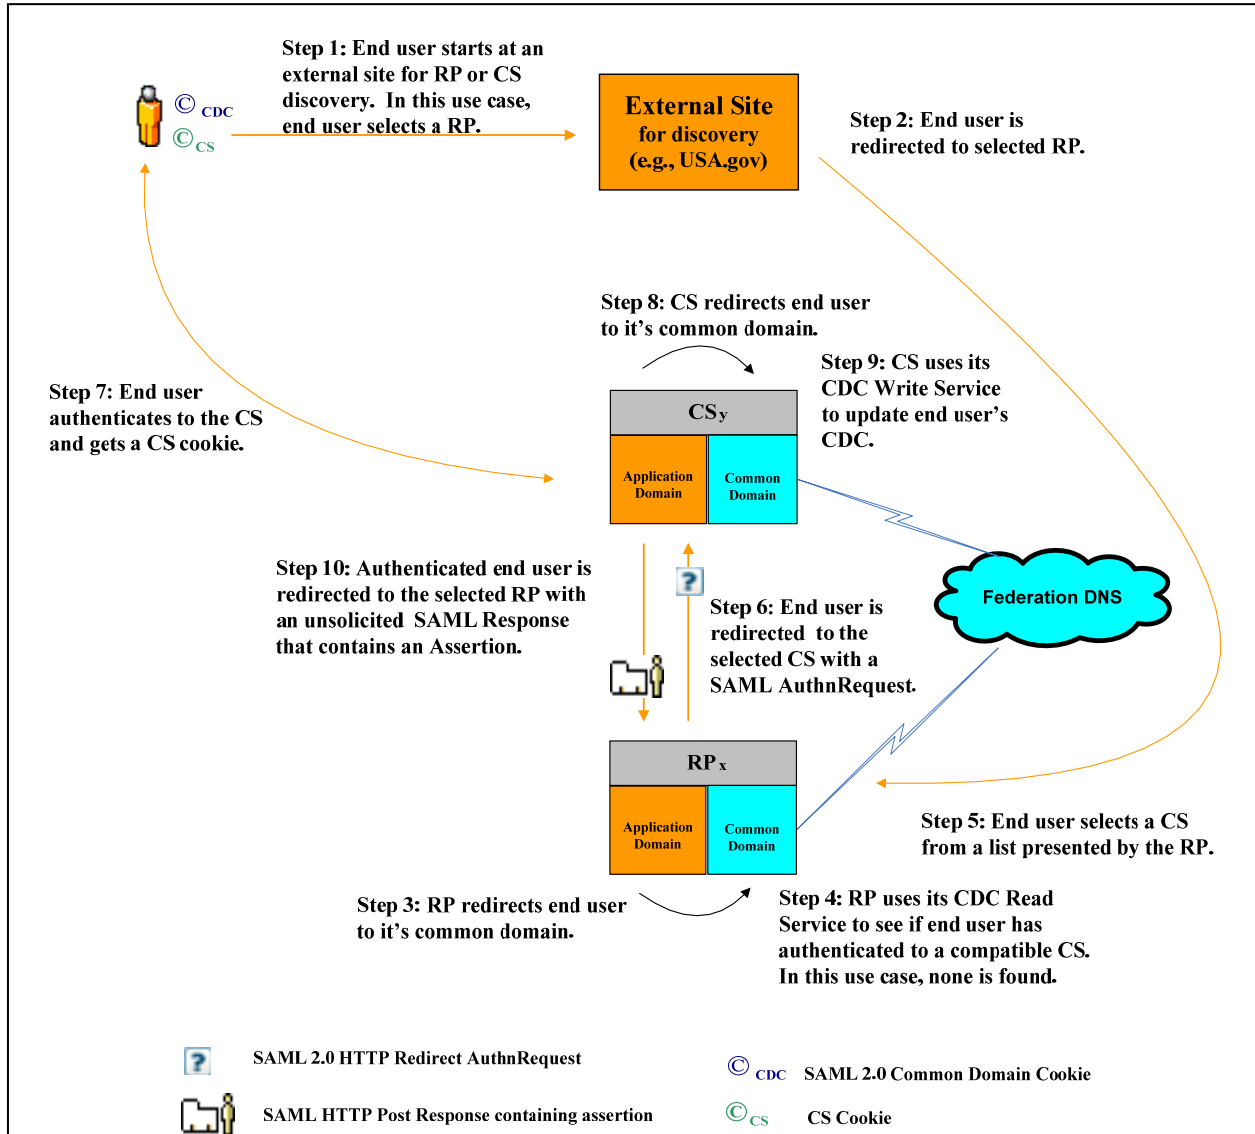 Step 1: End user starts at an
external site for RP or CS
discovery. In this use case,
end user selects a RP.
© CDC
© CS
External Site
for discovery
(e.g., USA.gov)
Step 2: End user is
redirected to selected RP.
Step 8: CS redirects end user
to it's common domain.
Step 9: CS uses its
CDC Write Service
to update end user's
CDC.
Step 7: End user
authenticates to the CS
and gets a CS cookie.
CS y
Application
Domain
Common
Domain
Step 10: Authenticated end user is
redirected to the selected RP with
an unsolicited SAML Response
that contains an Assertion.
?
Step 6: End user is
redirected to the
selected CS with a
SAML AuthnRequest.
Federation DNS
RP x
Application
Domain
Common
Domain
Step 5: End user selects a CS
from a list presented by the RP.
Step 3: RP redirects end user
to it's common domain.
Step 4: RP uses its CDC Read
Service to see if end user has
authenticated to a compatible CS.
In this use case, none is found.
? SAML 2.0 HTTP Redirect AuthnRequest
SAML HTTP Post Response containing assertion
© CDC SAML 2.0 Common Domain Cookie
© CS CS Cookie